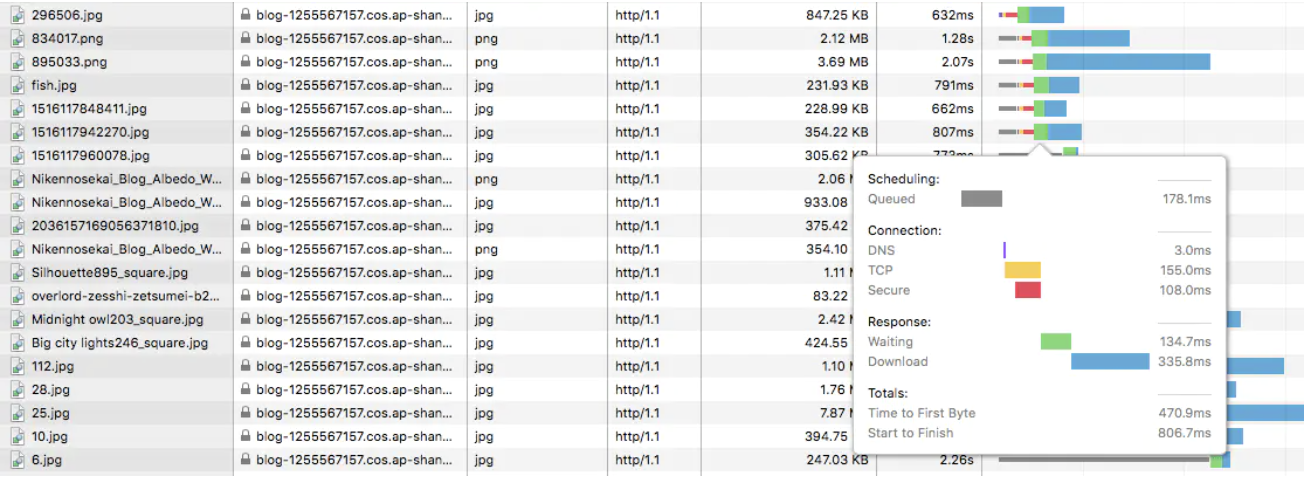 296506.jpg blog-1255567157.cos.ap-shan... jpg http/1.1 847.25 KB 632ms
834017.png blog-1255567157.cos.ap-shan... png http/1.1 2.12 MB 1.28s
895033.png blog-1255567157.cos.ap-shan... png http/1.1 3.69 MB 2.07s
fish.jpg blog-1255567157.cos.ap-shan... jpg http/1.1 231.93 KB 791ms
1516117848411.jpg blog-1255567157.cos.ap-shan... jpg http/1.1 228.99 KB 662ms
1516117942270.jpg blog-1255567157.cos.ap-shan... jpg http/1.1 354.22 KB 807ms
1516117960078.jpg blog-1255567157.cos.ap-shan... jpg http/1.1 305.62 KB 773ms
Nikennosekai_Blog_Albedo_W... blog-1255567157.cos.ap-shan... png http/1.1 2.06
Nikennosekai_Blog_Albedo_W... blog-1255567157.cos.ap-shan... jpg http/1.1 933.08
2036157169056371810.jpg blog-1255567157.cos.ap-shan... jpg http/1.1 375.42
Nikennosekai_Blog_Albedo_W... blog-1255567157.cos.ap-shan... png http/1.1 354.10
Silhouette895_square.jpg blog-1255567157.cos.ap-shan... jpg http/1.1 1.11
overlord-zesshi-zetsumei-b2... blog-1255567157.cos.ap-shan... jpg http/1.1 83.22
Midnight owl203_square.jpg blog-1255567157.cos.ap-shan... jpg http/1.1 2.42
Big city lights246_square.jpg blog-1255567157.cos.ap-shan... jpg http/1.1 424.55
112.jpg blog-1255567157.cos.ap-shan... jpg http/1.1 1.10
28.jpg blog-1255567157.cos.ap-shan... jpg http/1.1 1.76
25.jpg blog-1255567157.cos.ap-shan... jpg http/1.1 7.87
10.jpg blog-1255567157.cos.ap-shan... jpg http/1.1 394.75
6.jpg blog-1255567157.cos.ap-shan... jpg http/1.1 247.03 KB 2.26s
Scheduling:
Queued 178.1ms
Connection:
DNS 3.0ms
TCP 155.0ms
Secure 108.0ms
Response:
Waiting 134.7ms
Download 335.8ms
Totals:
Time to First Byte 470.9ms
Start to Finish 806.7ms